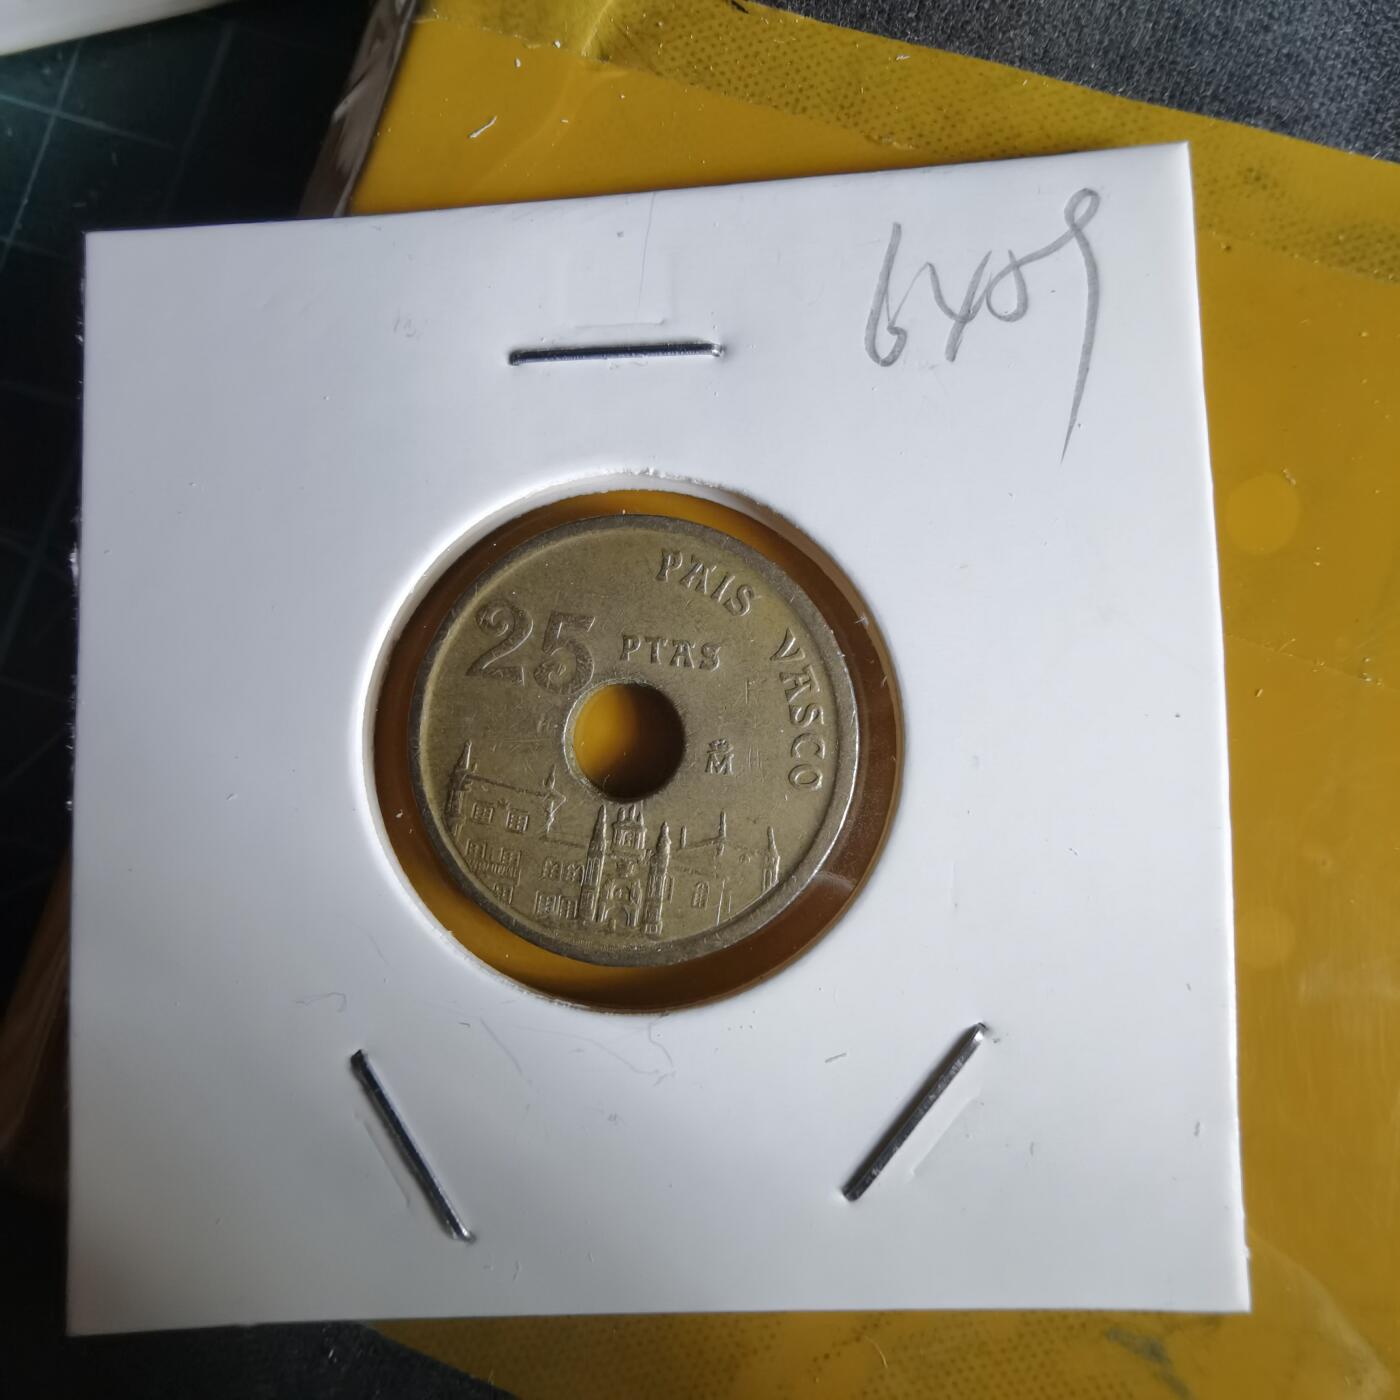 6409
PAIS VASCO
25 PTAS
M